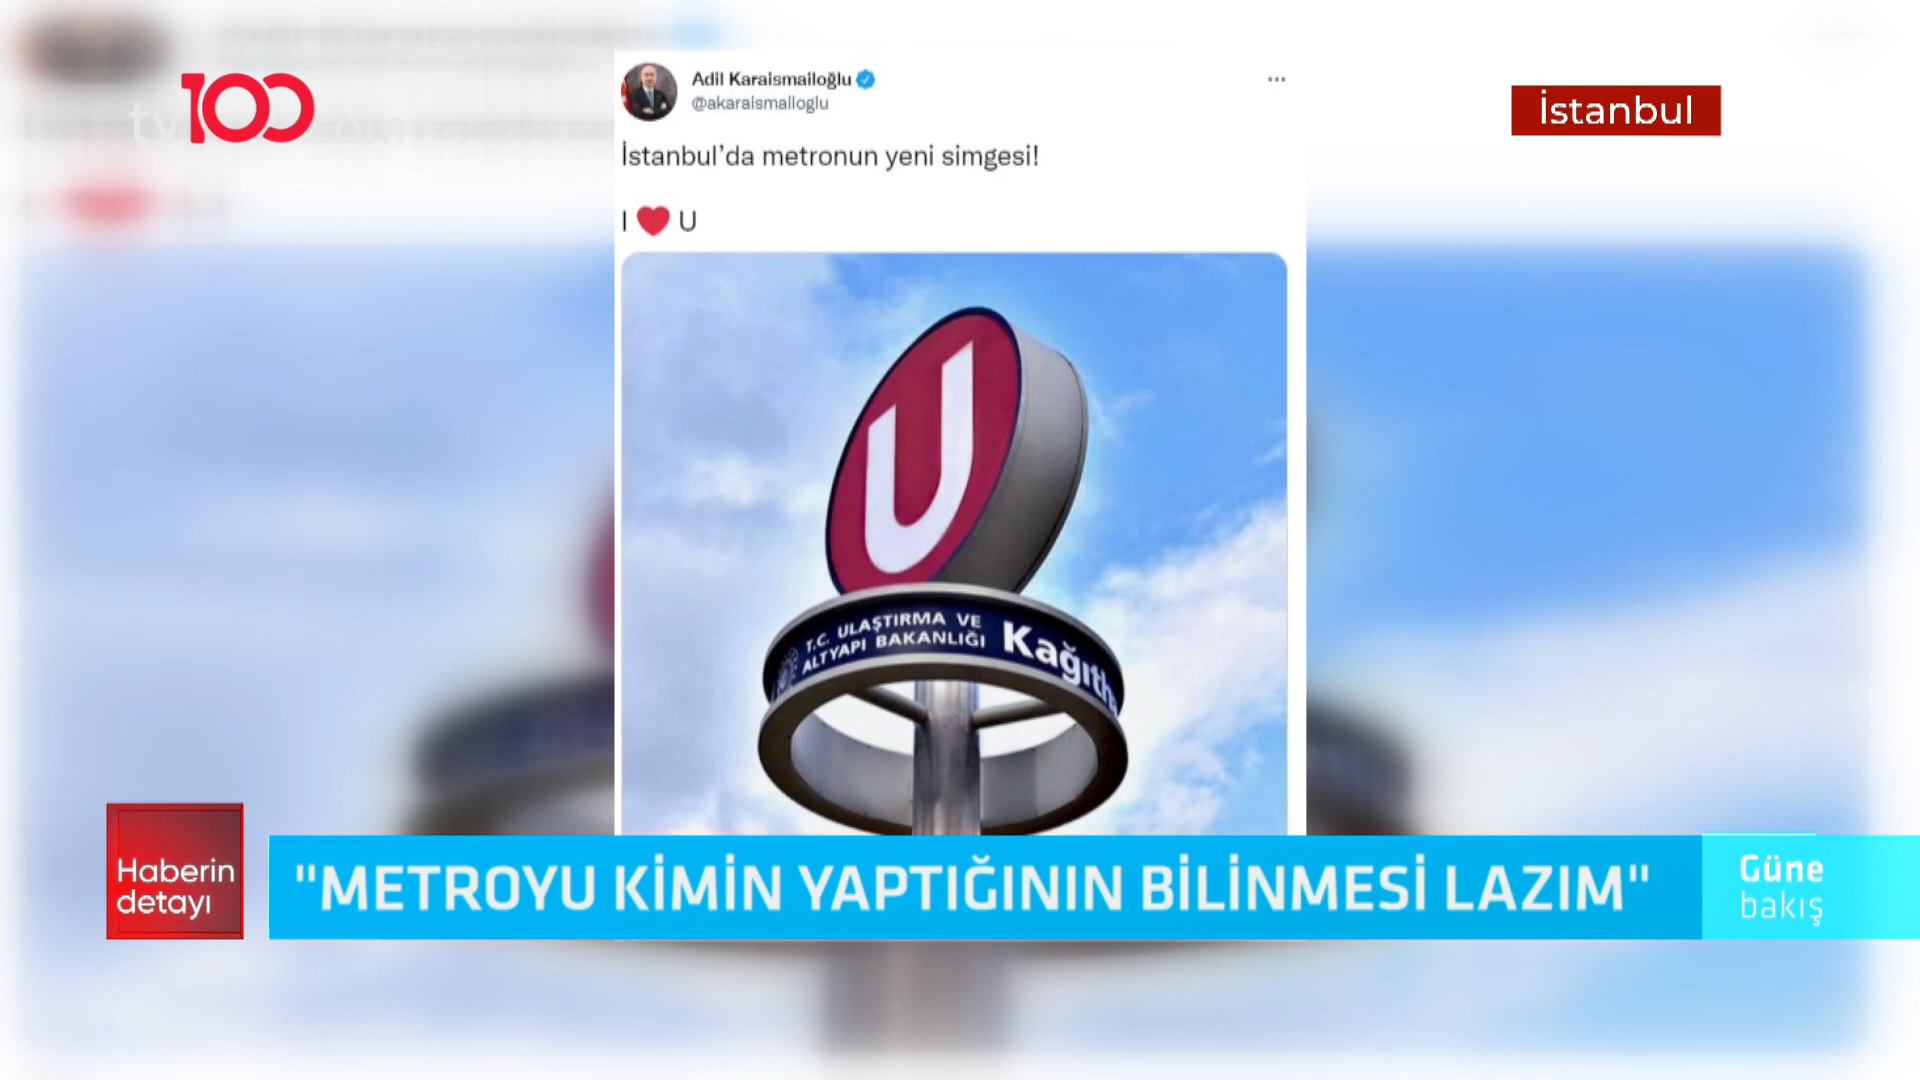 tv100
İstanbul
Adil Karaismailoğlu
@akaraismailoglu
İstanbul’da metronun yeni simgesi!
I ❤ U
U
T.C. ULAŞTIRMA VE
ALTYAPI BAKANLIĞI
Kağıth
Haberin
detayı
"METROYU KİMİN YAPTIĞININ BİLİNMESİ LAZIM"
Güne
bakış